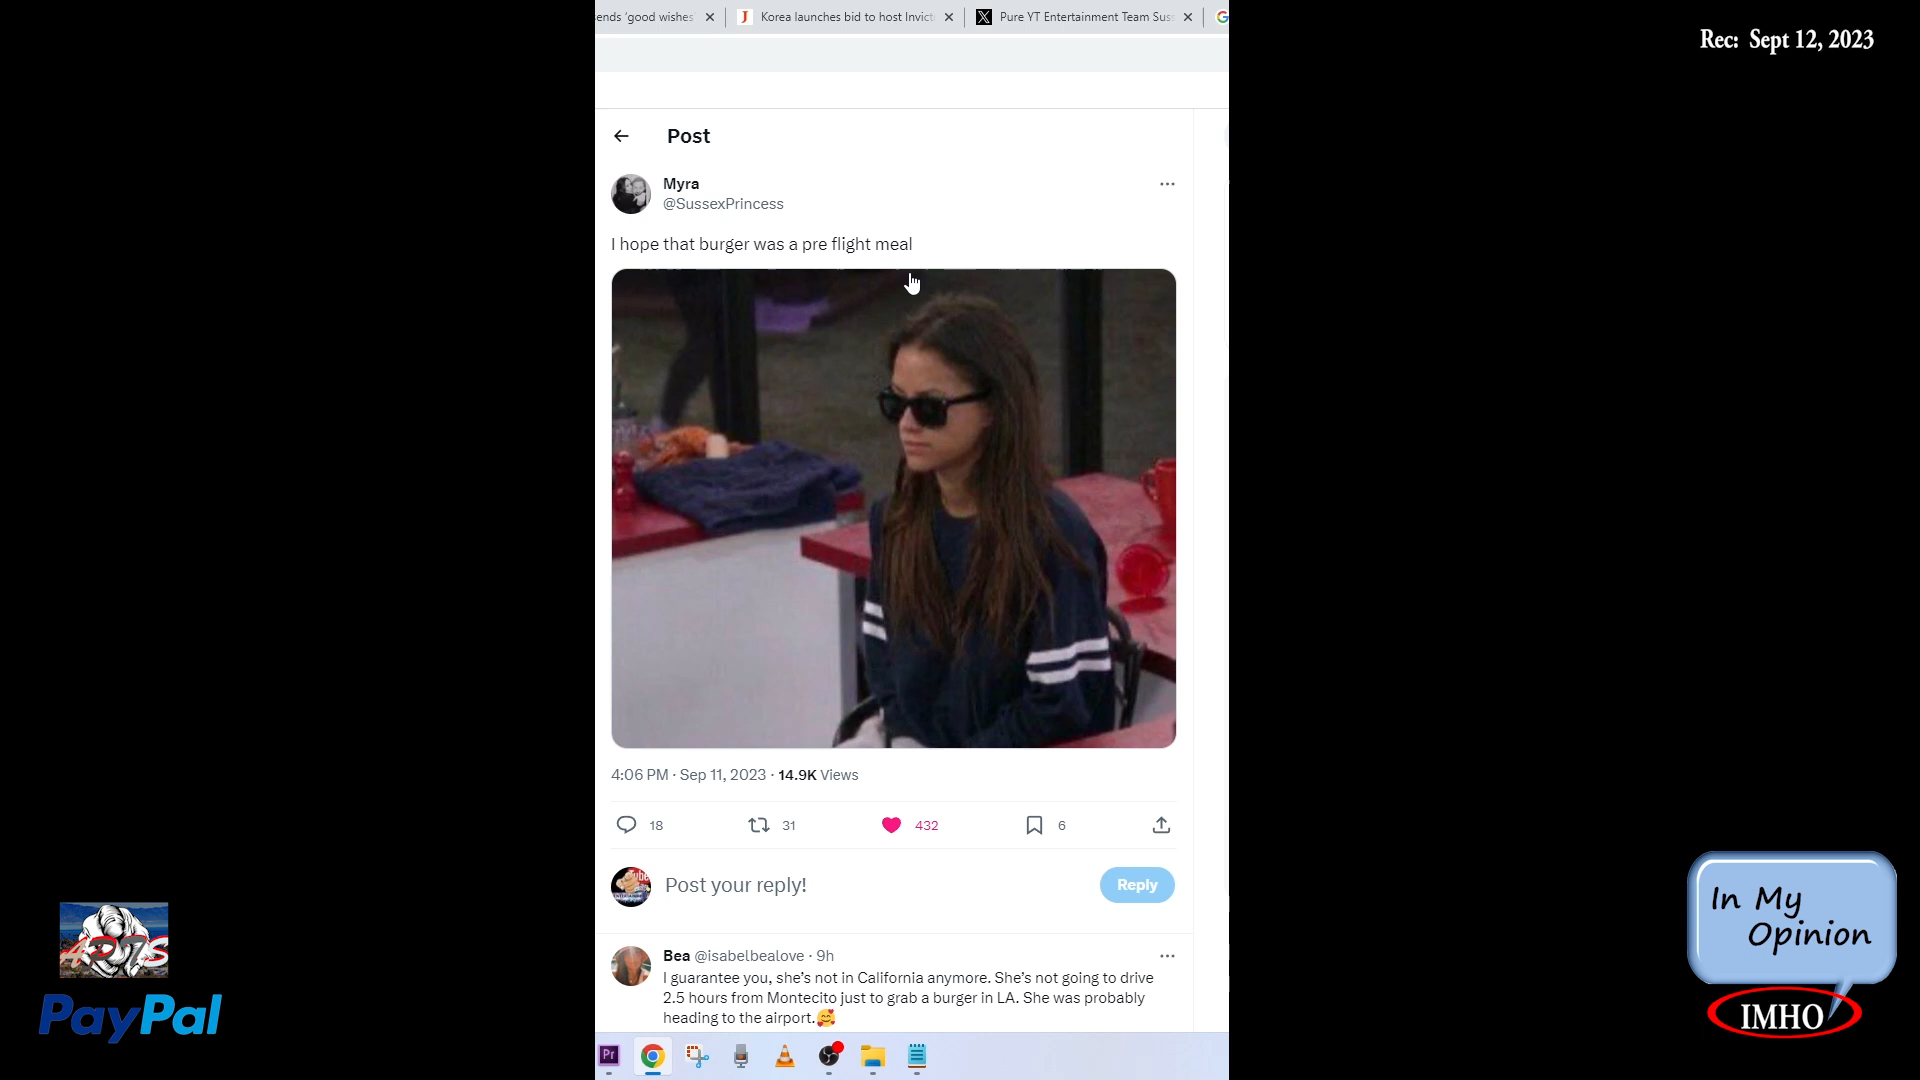 ends 'good wishes'
Korea launches bid to host Invict
Pure YT Entertainment Team Suss
Rec: Sept 12, 2023
Post
Myra
@SussexPrincess
I hope that burger was a pre flight meal
4:06 PM · Sep 11, 2023 · 14.9K Views
18 31 432 6
Post your reply!
Reply
Bea @isabelbealove · 9h
I guarantee you, she's not in California anymore. She's not going to drive
2.5 hours from Montecito just to grab a burger in LA. She was probably
heading to the airport.🥰
PayPal
In My
Opinion
IMHO
Pr